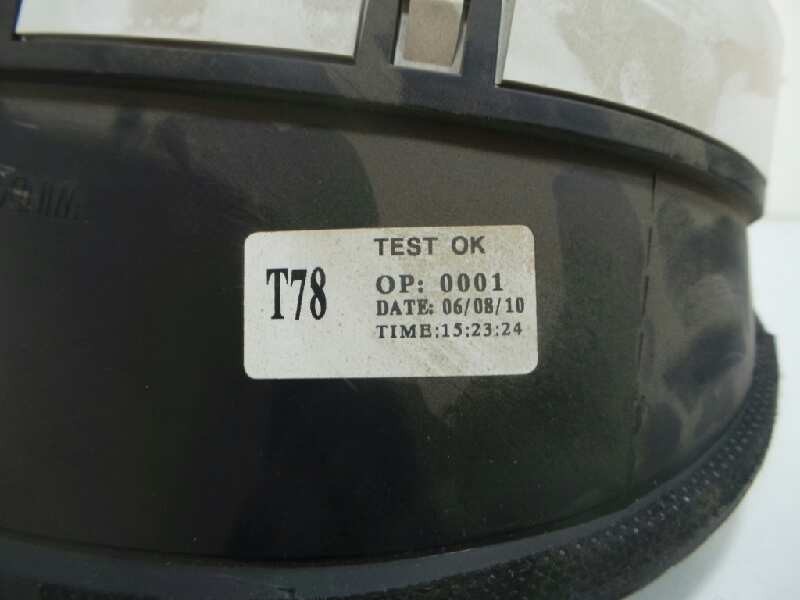 TEST OK
T78
OP: 0001
DATE: 06/08/10
TIME:15:23:24